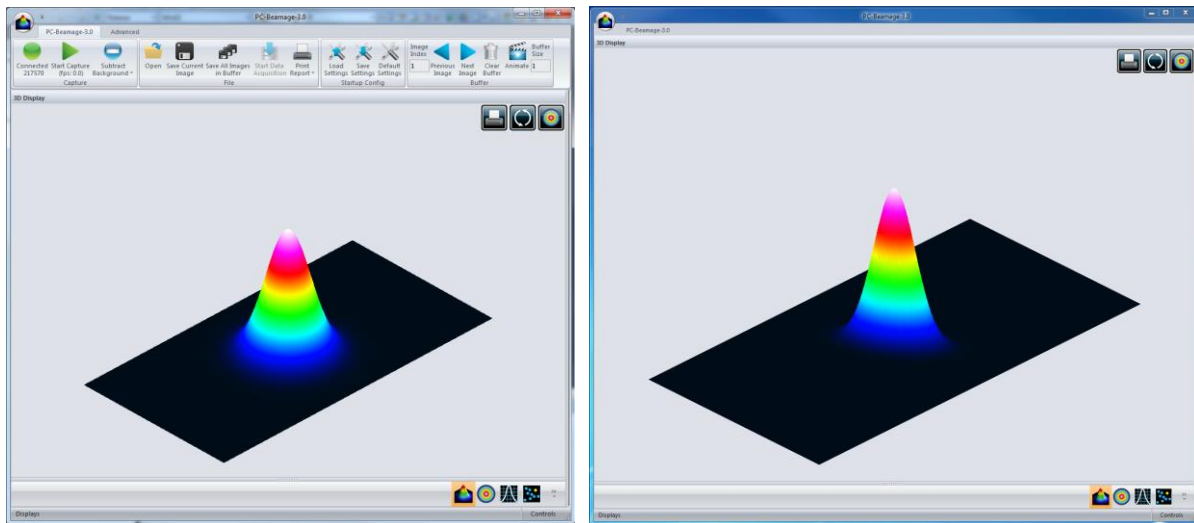 PC-Beamage-3.0
PC-Beamage-3.0 Advanced
Connected 217570
Start Capture (fps: 0.0)
Subtract Background
Capture
Open
Save Current Image
Save All Images in Buffer
Start Data Acquisition
Print Report
File
Load Settings
Save Settings
Default Settings
Startup Config
Image Index
1
Previous Image
Next Image
Clear Buffer
Animate
Buffer Size
1
Buffer
3D Display
Displays
Controls
PC-Beamage-3.0
PC-Beamage-3.0
3D Display
Displays
Controls